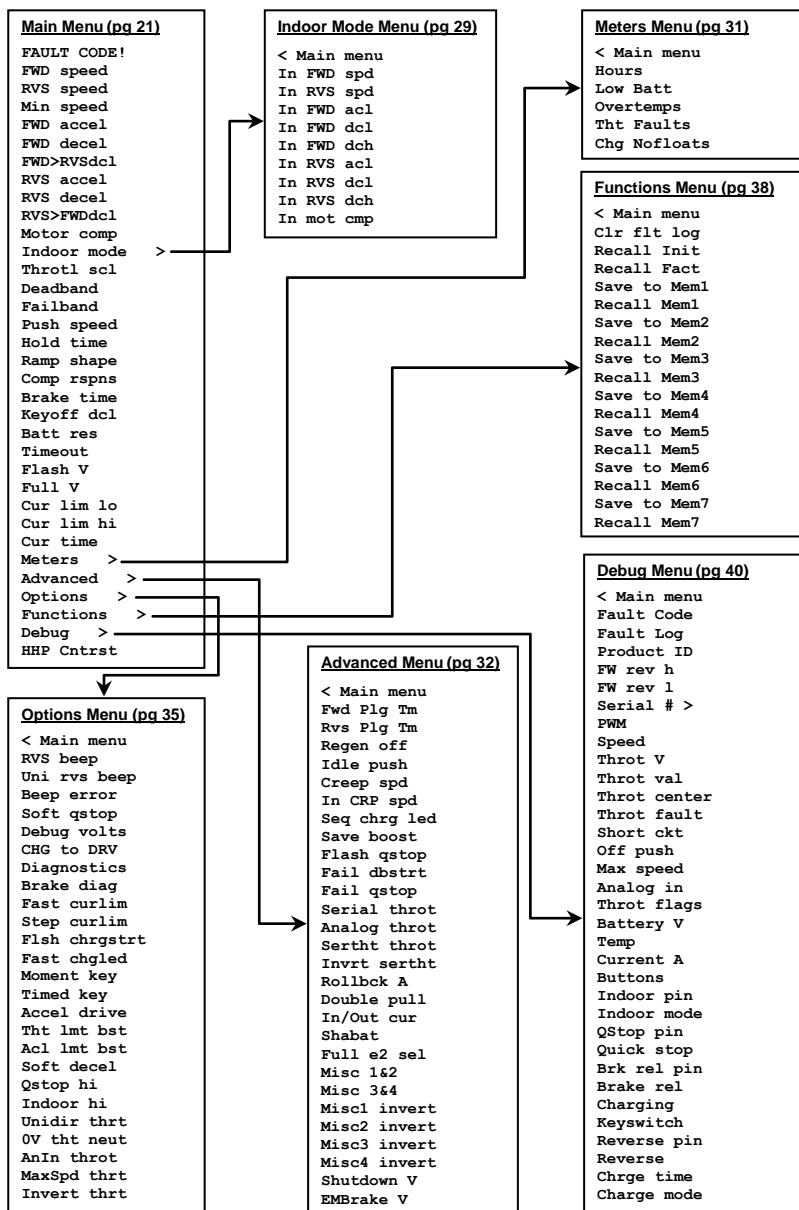 Main Menu (pg 21)
FAULT CODE!
FWD speed
RVS speed
Min speed
FWD accel
FWD decel
FWD>RVSdcl
RVS accel
RVS decel
RVS>FWDdcl
Motor comp
Indoor mode >
Throtl scl
Deadband
Failband
Push speed
Hold time
Ramp shape
Comp rspns
Brake time
Keyoff dcl
Batt res
Timeout
Flash V
Full V
Cur lim lo
Cur lim hi
Cur time
Meters >
Advanced >
Options >
Functions >
Debug >
HHP Cntrst
Indoor Mode Menu (pg 29)
< Main menu
In FWD spd
In RVS spd
In FWD acl
In FWD dcl
In FWD dch
In RVS acl
In RVS dcl
In RVS dch
In mot cmp
Meters Menu (pg 31)
< Main menu
Hours
Low Batt
Overtemps
Tht Faults
Chg Nofloats
Functions Menu (pg 38)
< Main menu
Clr flt log
Recall Init
Recall Fact
Save to Mem1
Recall Mem1
Save to Mem2
Recall Mem2
Save to Mem3
Recall Mem3
Save to Mem4
Recall Mem4
Save to Mem5
Recall Mem5
Save to Mem6
Recall Mem6
Save to Mem7
Recall Mem7
Options Menu (pg 35)
< Main menu
RVS beep
Uni rvs beep
Beep error
Soft qstop
Debug volts
CHG to DRV
Diagnostics
Brake diag
Fast curlim
Step curlim
Flsh chrgstrt
Fast chgled
Moment key
Timed key
Accel drive
Tht lmt bst
Acl lmt bst
Soft decel
Qstop hi
Indoor hi
Unidir thrt
0V tht neut
AnIn throt
MaxSpd thrt
Invert thrt
Advanced Menu (pg 32)
< Main menu
Fwd Plg Tm
Rvs Plg Tm
Regen off
Idle push
Creep spd
In CRP spd
Seq chrg led
Save boost
Flash qstop
Fail dbstrt
Fail qstop
Serial throt
Analog throt
Sertht throt
Invrt sertht
Rollbck A
Double pull
In/Out cur
Shabat
Full e2 sel
Misc 1&2
Misc 3&4
Misc1 invert
Misc2 invert
Misc3 invert
Misc4 invert
Shutdown V
EMBrake V
Debug Menu (pg 40)
< Main menu
Fault Code
Fault Log
Product ID
FW rev h
FW rev l
Serial # >
PWM
Speed
Throt V
Throt val
Throt center
Throt fault
Short ckt
Off push
Max speed
Analog in
Throt flags
Battery V
Temp
Current A
Buttons
Indoor pin
Indoor mode
QStop pin
Quick stop
Brk rel pin
Brake rel
Charging
Keyswitch
Reverse pin
Reverse
Chrge time
Charge mode